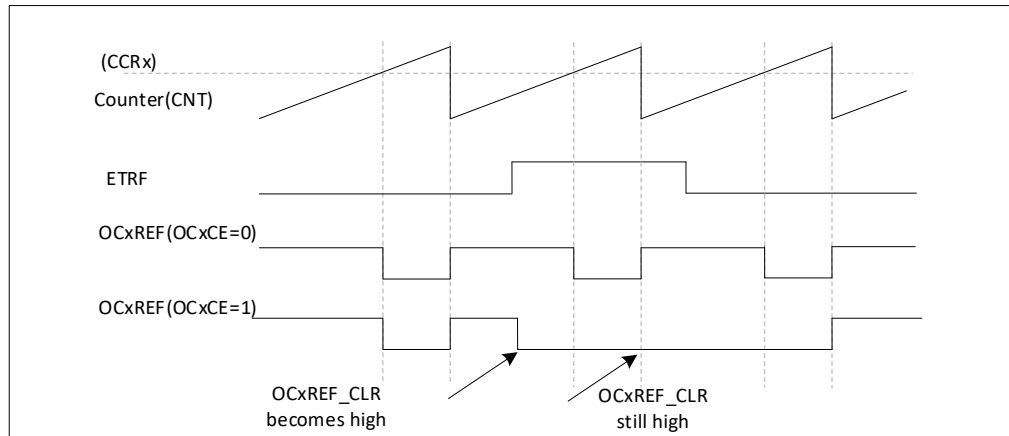 (CCRx)
Counter(CNT)
ETRF
OCxREF(OCxCE=0)
OCxREF(OCxCE=1)
OCxREF_CLR
becomes high
OCxREF_CLR
still high